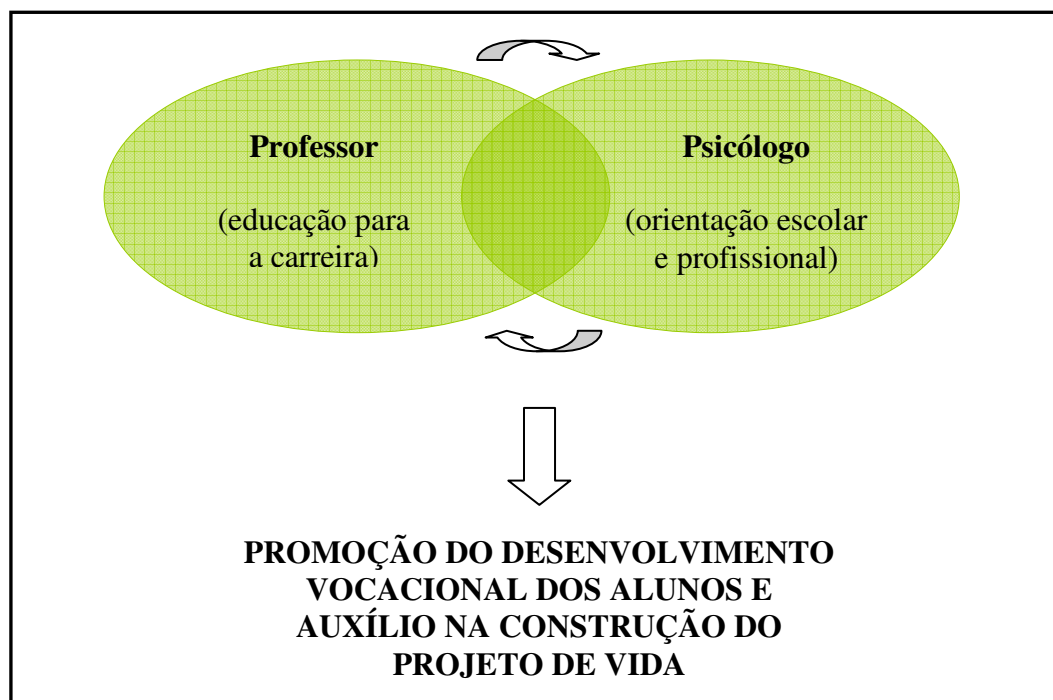 Professor
(educação para
a carreira)
Psicólogo
(orientação escolar
e profissional)
PROMOÇÃO DO DESENVOLVIMENTO
VOCACIONAL DOS ALUNOS E
AUXÍLIO NA CONSTRUÇÃO DO
PROJETO DE VIDA